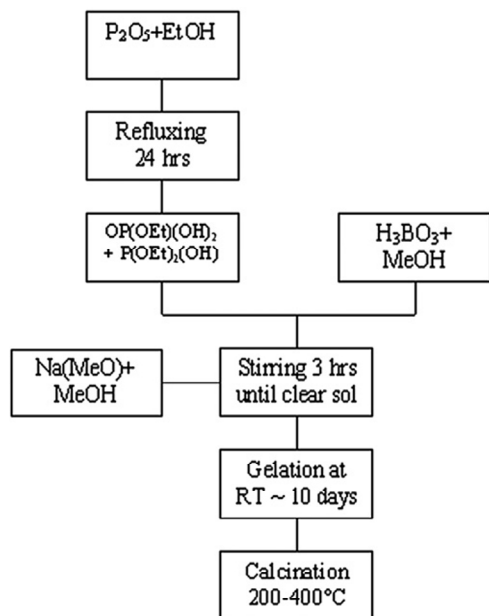 P₂O₅+EtOH
Refluxing
24 hrs
OP(OEt)(OH)₂
+ P(OEt)₂(OH)
H₃BO₃+
MeOH
Na(MeO)+
MeOH
Stirring 3 hrs
until clear sol
Gelation at
RT ~ 10 days
Calcination
200-400°C